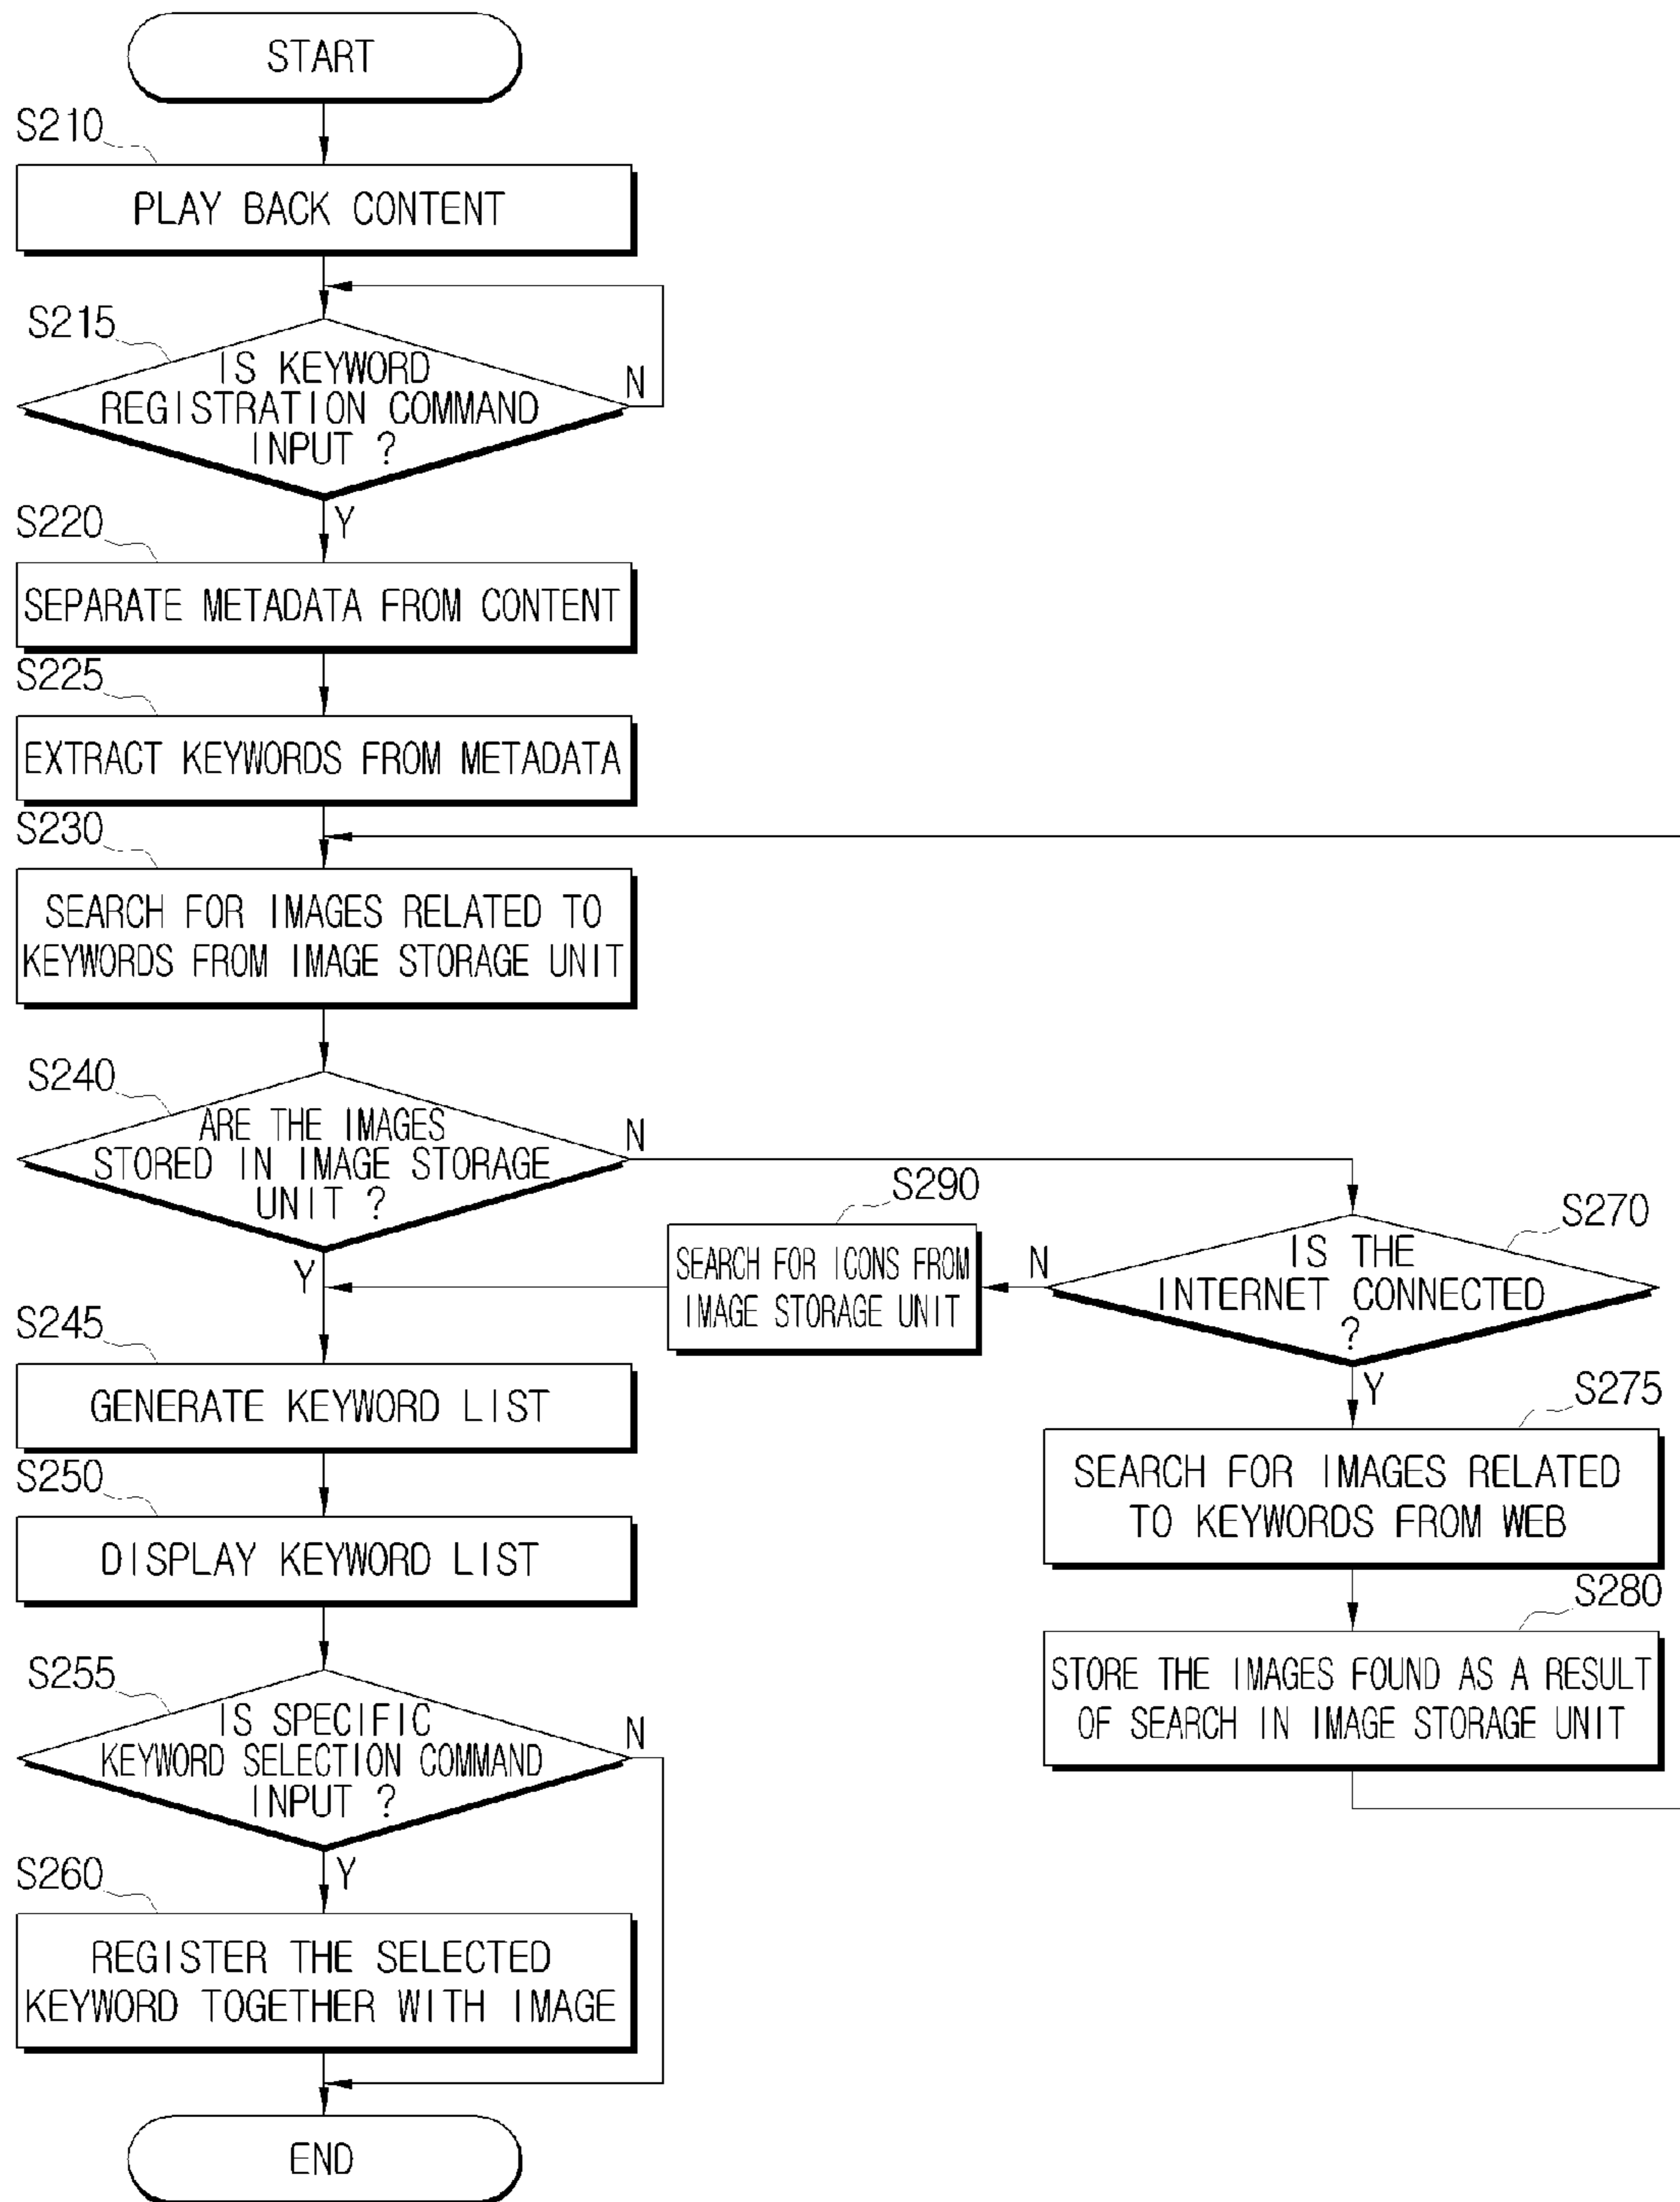 START
S210
PLAY BACK CONTENT
S215
IS KEYWORD
REGISTRATION COMMAND
INPUT ?
N
Y
S220
SEPARATE METADATA FROM CONTENT
S225
EXTRACT KEYWORDS FROM METADATA
S230
SEARCH FOR IMAGES RELATED TO
KEYWORDS FROM IMAGE STORAGE UNIT
S240
ARE THE IMAGES
STORED IN IMAGE STORAGE
UNIT ?
N
Y
S290
SEARCH FOR ICONS FROM
IMAGE STORAGE UNIT
N
S270
IS THE
INTERNET CONNECTED
?
Y
S245
GENERATE KEYWORD LIST
S250
DISPLAY KEYWORD LIST
S275
SEARCH FOR IMAGES RELATED
TO KEYWORDS FROM WEB
S280
STORE THE IMAGES FOUND AS A RESULT
OF SEARCH IN IMAGE STORAGE UNIT
S255
IS SPECIFIC
KEYWORD SELECTION COMMAND
INPUT ?
N
Y
S260
REGISTER THE SELECTED
KEYWORD TOGETHER WITH IMAGE
END